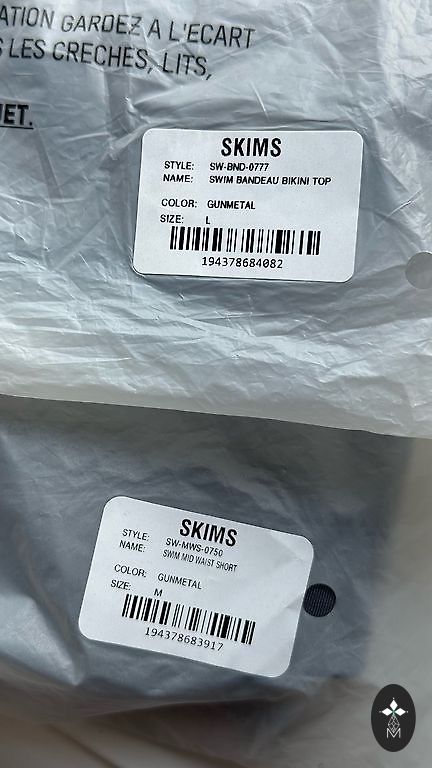 ATION GARDEZ A L'ECART
S LES CRECHES, LITS,
ET.
SKIMS
STYLE: SW-BND-0777
NAME: SWIM BANDEAU BIKINI TOP
COLOR: GUNMETAL
SIZE: L
194378684082
SKIMS
STYLE: SW-MWS-0750
NAME: SWIM MID WAIST SHORT
COLOR: GUNMETAL
SIZE: M
194378683917
M